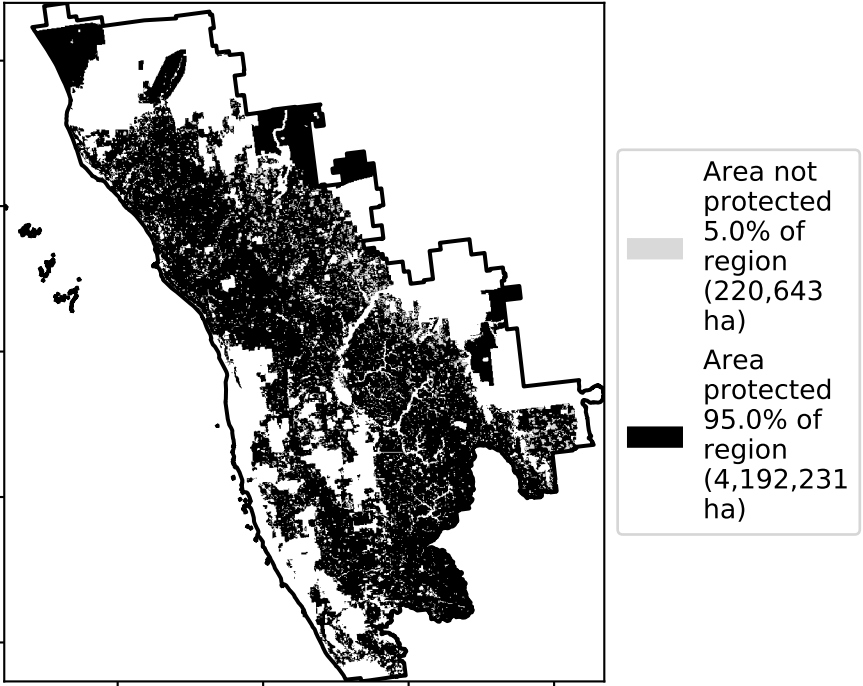 Area not
protected
5.0% of
region
(220,643
ha)
Area
protected
95.0% of
region
(4,192,231
ha)